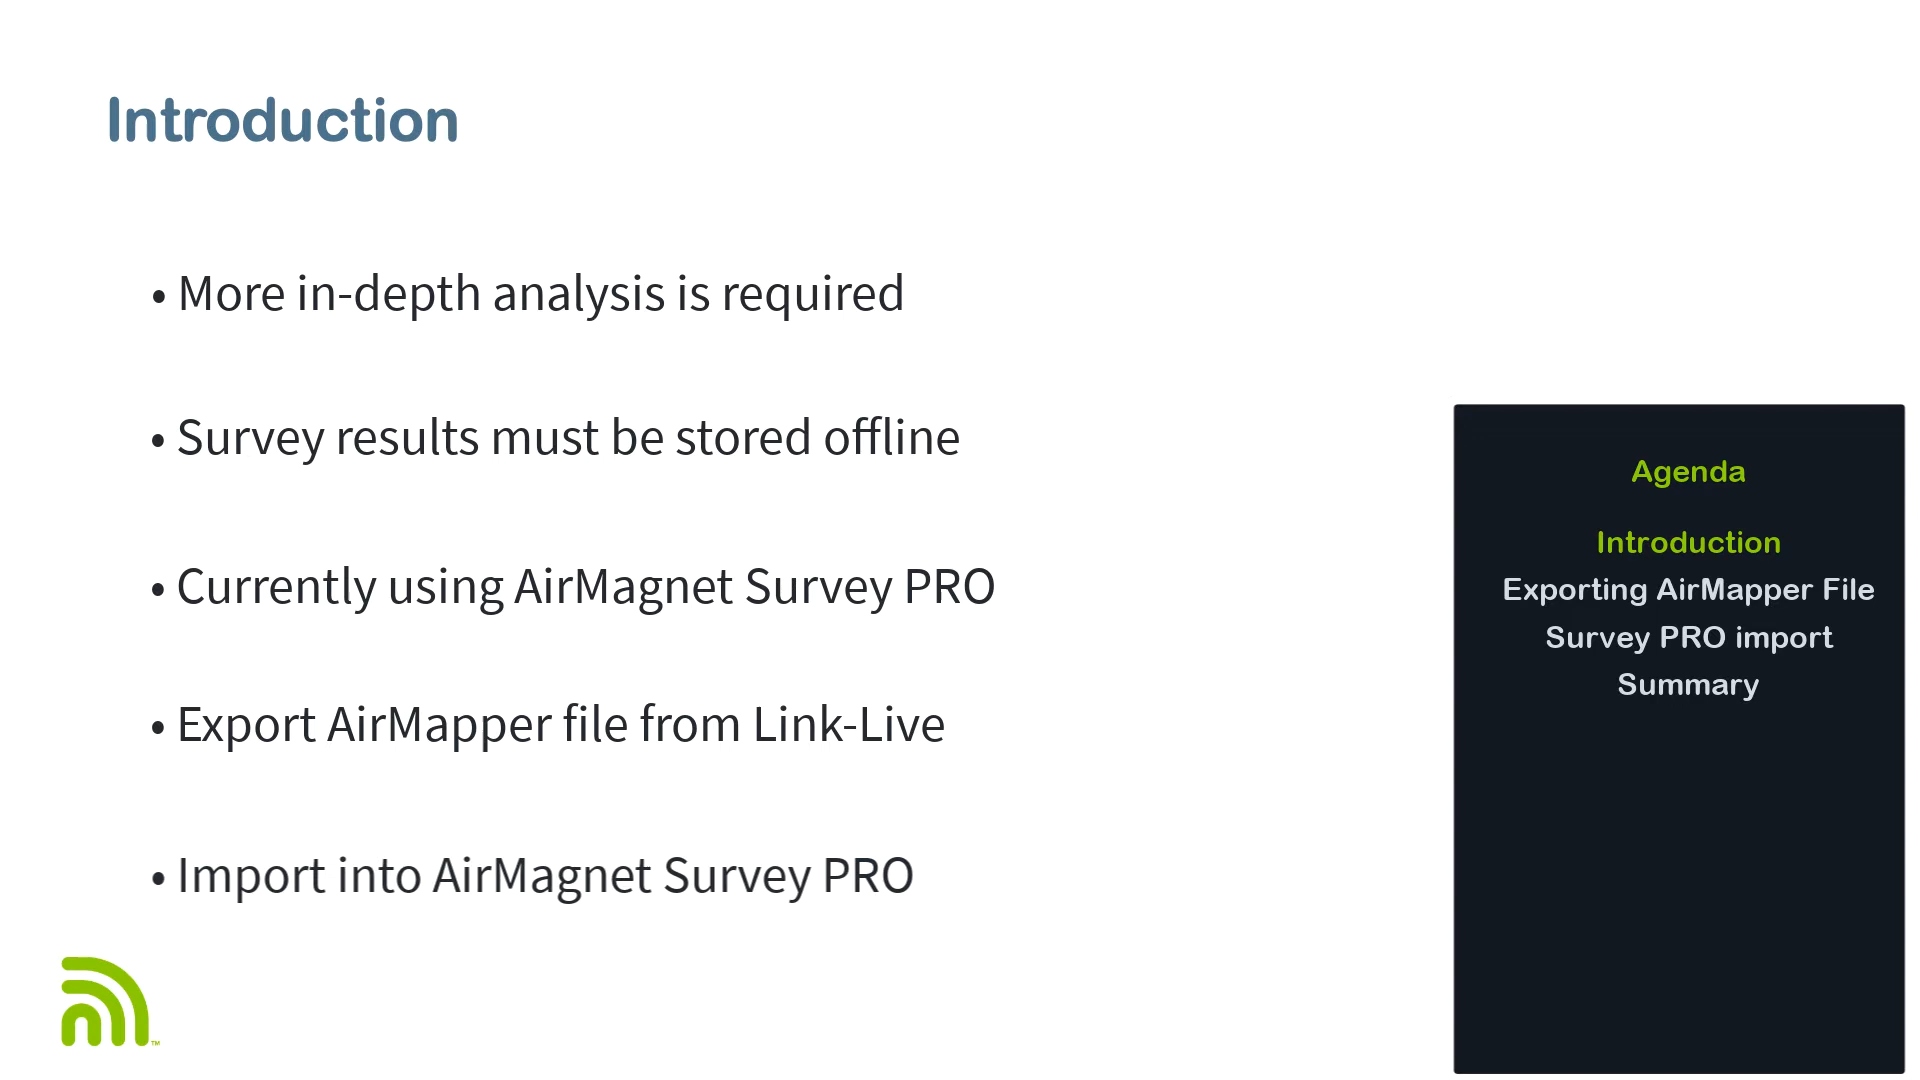 Introduction
• More in-depth analysis is required
• Survey results must be stored offline
• Currently using AirMagnet Survey PRO
• Export AirMapper file from Link-Live
• Import into AirMagnet Survey PRO
Agenda
Introduction
Exporting AirMapper File
Survey PRO import
Summary
TM